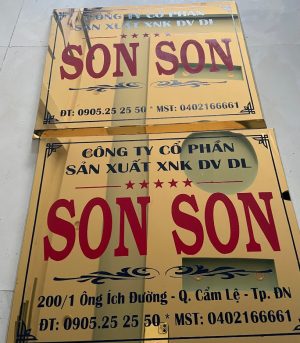 CÔNG TY CỔ PHẦN
SẢN XUẤT XNK DV DL
SON SON
ĐT: 0905.25 25 50 * MST: 0402166661
CÔNG TY CỔ PHẦN
SẢN XUẤT XNK DV DL
SON SON
200/1 Ông Ích Đường - Q. Cẩm Lệ - Tp. ĐN
ĐT: 0905.25 25 50 * MST: 0402166661